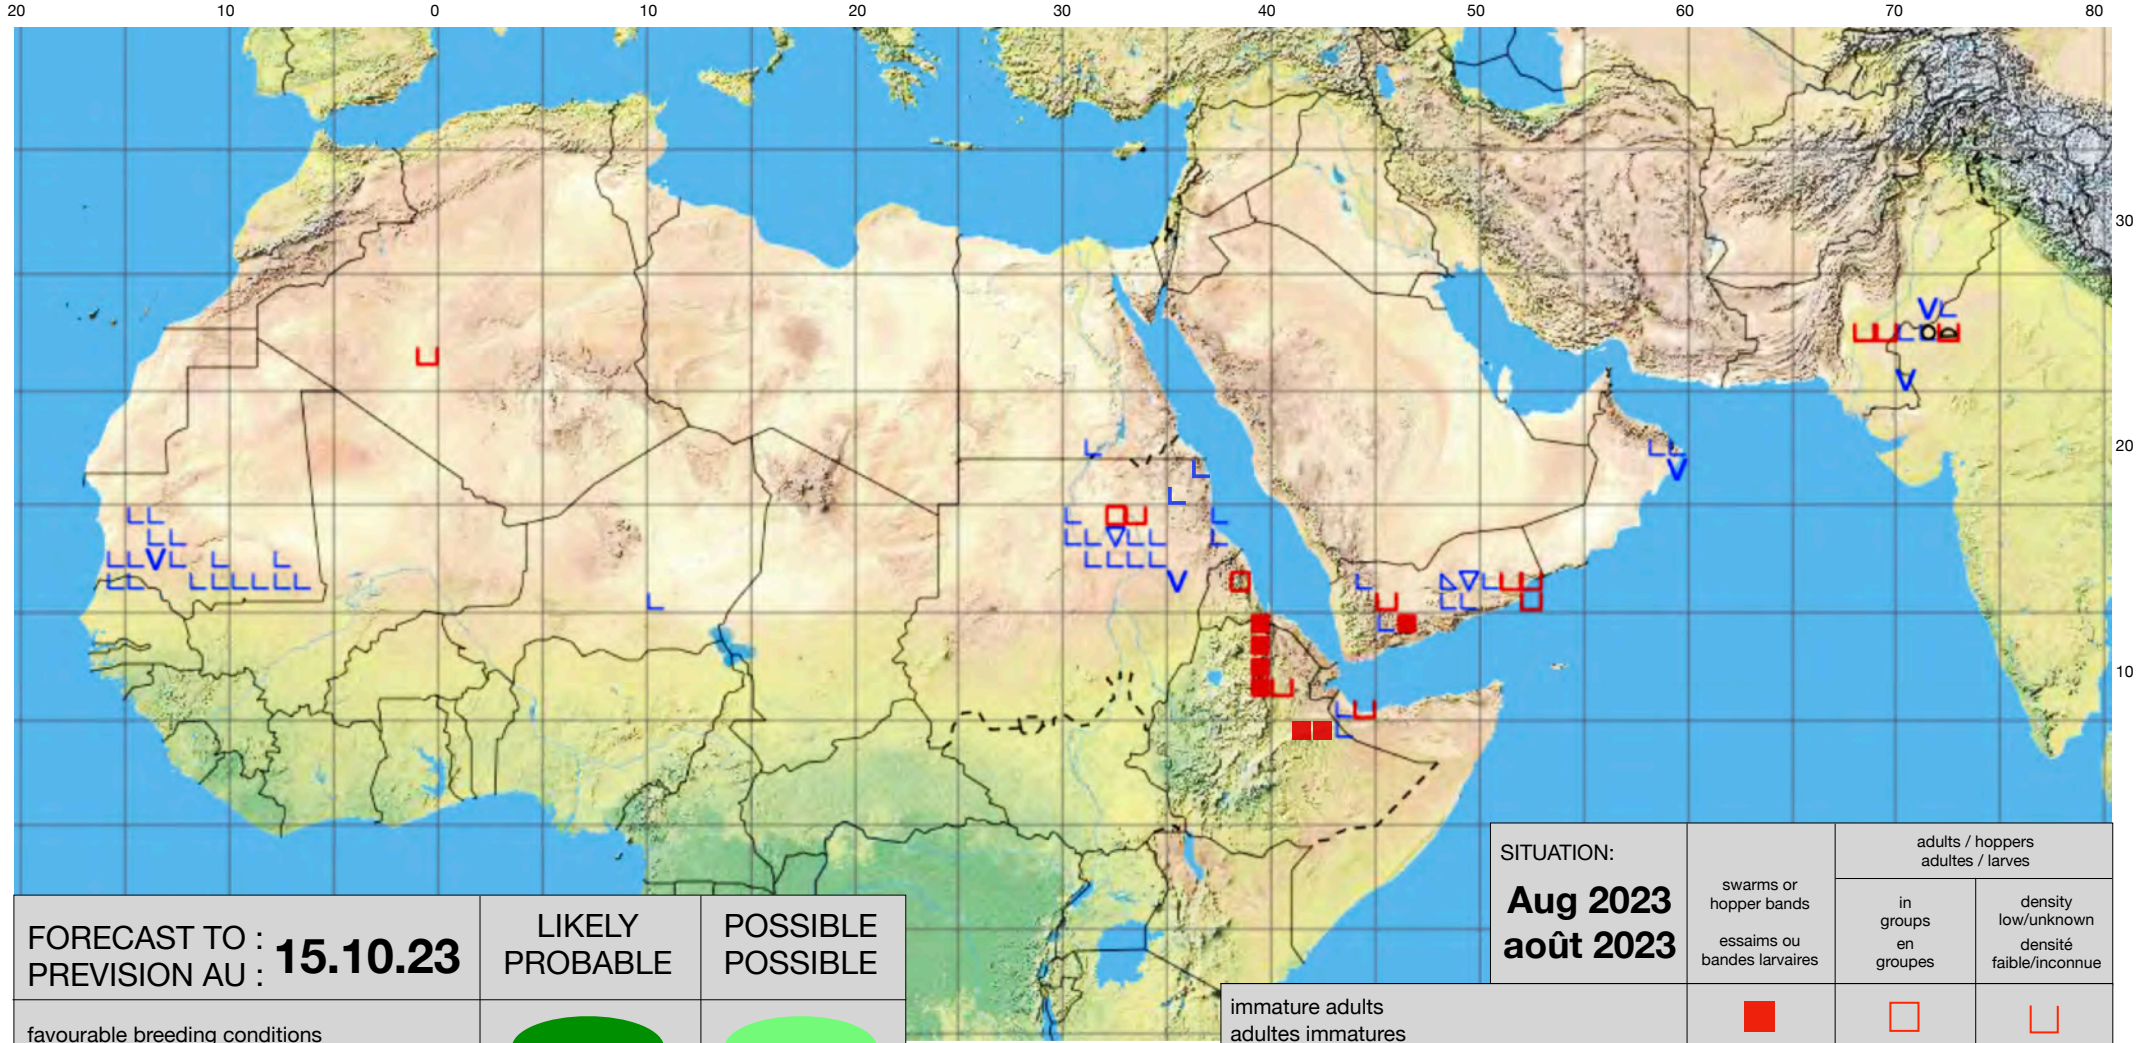 20 10 0 10 20 30 40 50 60 70 80
30
20
10
SITUATION:
Aug 2023
août 2023
swarms or
hopper bands
essaims ou
bandes larvaires
adults / hoppers
adultes / larves
in
groups
en
groupes
density
low/unknown
densité
faible/inconnue
FORECAST TO :
PREVISION AU :
15.10.23
LIKELY
PROBABLE
POSSIBLE
POSSIBLE
favourable breeding conditions
immature adults
adultes immatures